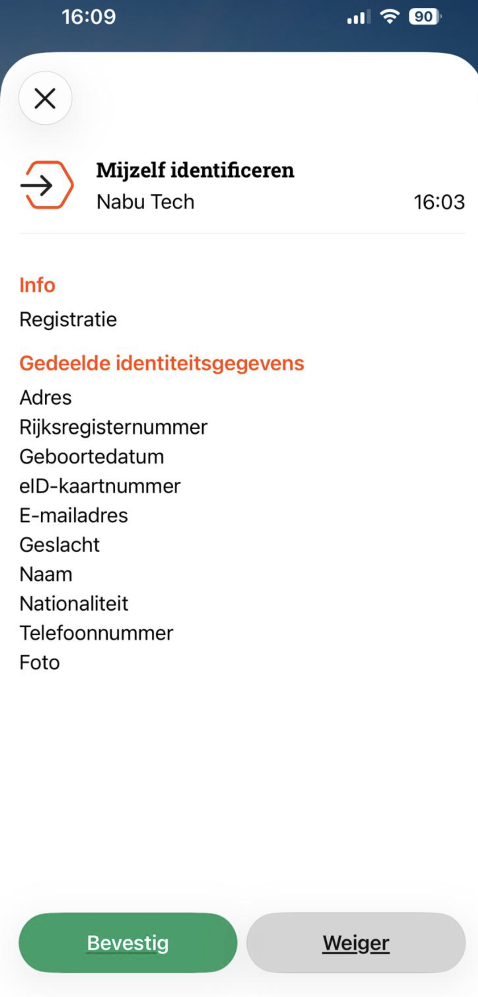 16:09
90
Mijzelf identificeren
Nabu Tech 16:03
Info
Registratie
Gedeelde identiteitsgegevens
Adres
Rijksregisternummer
Geboortedatum
eID-kaartnummer
E-mailadres
Geslacht
Naam
Nationaliteit
Telefoonnummer
Foto
Bevestig Weiger